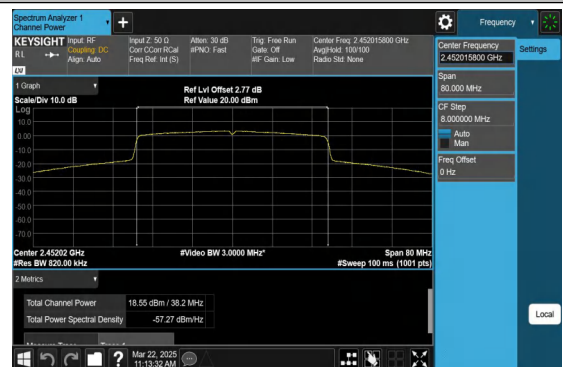 Spectrum Analyzer 1
Channel Power
+
Frequency
KEYSIGHT
RL
Input: RF
Coupling: DC
Align: Auto
Input Z: 50 Ω
Corr CCorr RCal
Freq Ref: Int (S)
Atten: 30 dB
#PNO: Fast
Trig: Free Run
Gate: Off
#IF Gain: Low
Center Freq: 2.452015800 GHz
Avg|Hold: 100/100
Radio Std: None
Center Frequency
2.452015800 GHz
Settings
Span
80.000 MHz
CF Step
8.000000 MHz
Auto
Man
Freq Offset
0 Hz
1 Graph
Scale/Div 10.0 dB
Ref Lvl Offset 2.77 dB
Ref Value 20.00 dBm
Log
10.0
0.00
-10.0
-20.0
-30.0
-40.0
-50.0
-60.0
-70.0
Center 2.45202 GHz
#Res BW 820.00 kHz
#Video BW 3.0000 MHz*
Span 80 MHz
#Sweep 100 ms (1001 pts)
2 Metrics
Total Channel Power 18.55 dBm / 38.2 MHz
Total Power Spectral Density -57.27 dBm/Hz
Local
?
Mar 22, 2025
11:13:32 AM